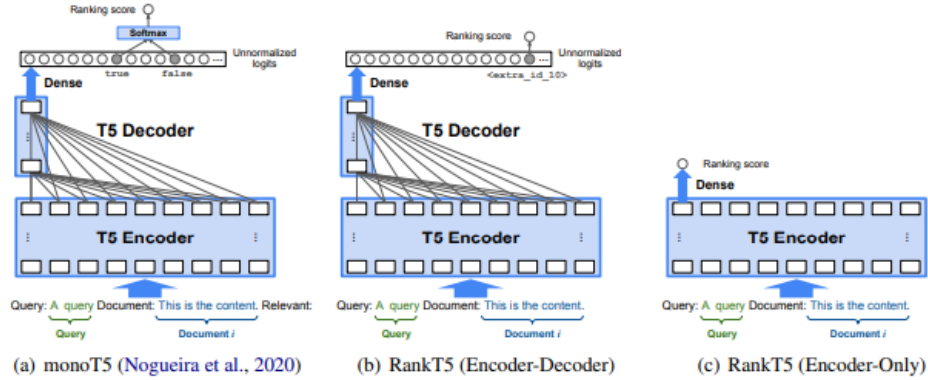 Ranking score
Softmax
Unnormalized logits
true false
Dense
T5 Decoder
T5 Encoder
Query: A query Document: This is the content. Relevant:
Query Document i
(a) monoT5 (Nogueira et al., 2020)
Ranking score
Unnormalized logits
<extra_id_10>
Dense
T5 Decoder
T5 Encoder
Query: A query Document: This is the content.
Query Document i
(b) RankT5 (Encoder-Decoder)
Ranking score
Dense
T5 Encoder
Query: A query Document: This is the content.
Query Document i
(c) RankT5 (Encoder-Only)